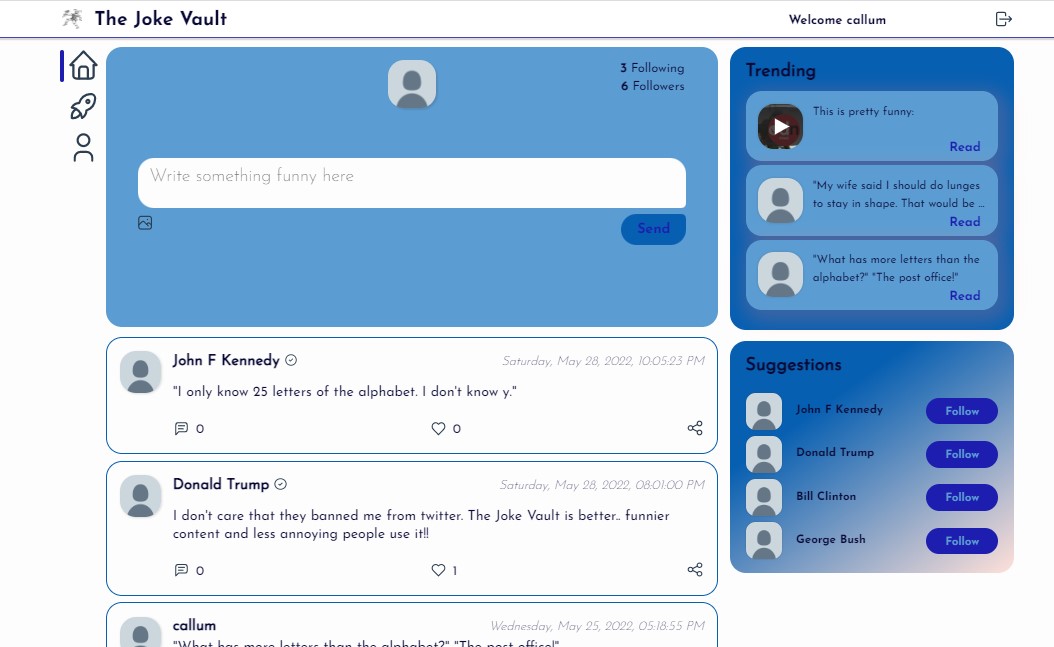 The Joke Vault
Welcome callum
3 Following
6 Followers
Write something funny here
Send
Trending
This is pretty funny:
Read
"My wife said I should do lunges
to stay in shape. That would be ...
Read
"What has more letters than the
alphabet?" "The post office!"
Read
John F Kennedy
Saturday, May 28, 2022, 10:05:23 PM
"I only know 25 letters of the alphabet. I don't know y."
0
0
Donald Trump
Saturday, May 28, 2022, 08:01:00 PM
I don't care that they banned me from twitter. The Joke Vault is better.. funnier
content and less annoying people use it!!
0
1
callum
Wednesday, May 25, 2022, 05:18:55 PM
"What has more letters than the alphabet?" "The post office!"
Suggestions
John F Kennedy
Follow
Donald Trump
Follow
Bill Clinton
Follow
George Bush
Follow